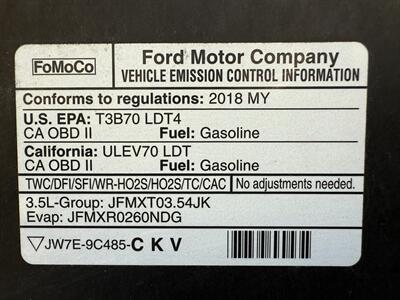 FoMoCo
Ford Motor Company
VEHICLE EMISSION CONTROL INFORMATION
Conforms to regulations: 2018 MY
U.S. EPA: T3B70 LDT4
CA OBD II Fuel: Gasoline
California: ULEV70 LDT
CA OBD II Fuel: Gasoline
TWC/DFI/SFI/WR-HO2S/HO2S/TC/CAC No adjustments needed.
3.5L-Group: JFMXT03.54JK
Evap: JFMXR0260NDG
JW7E-9C485-C K V